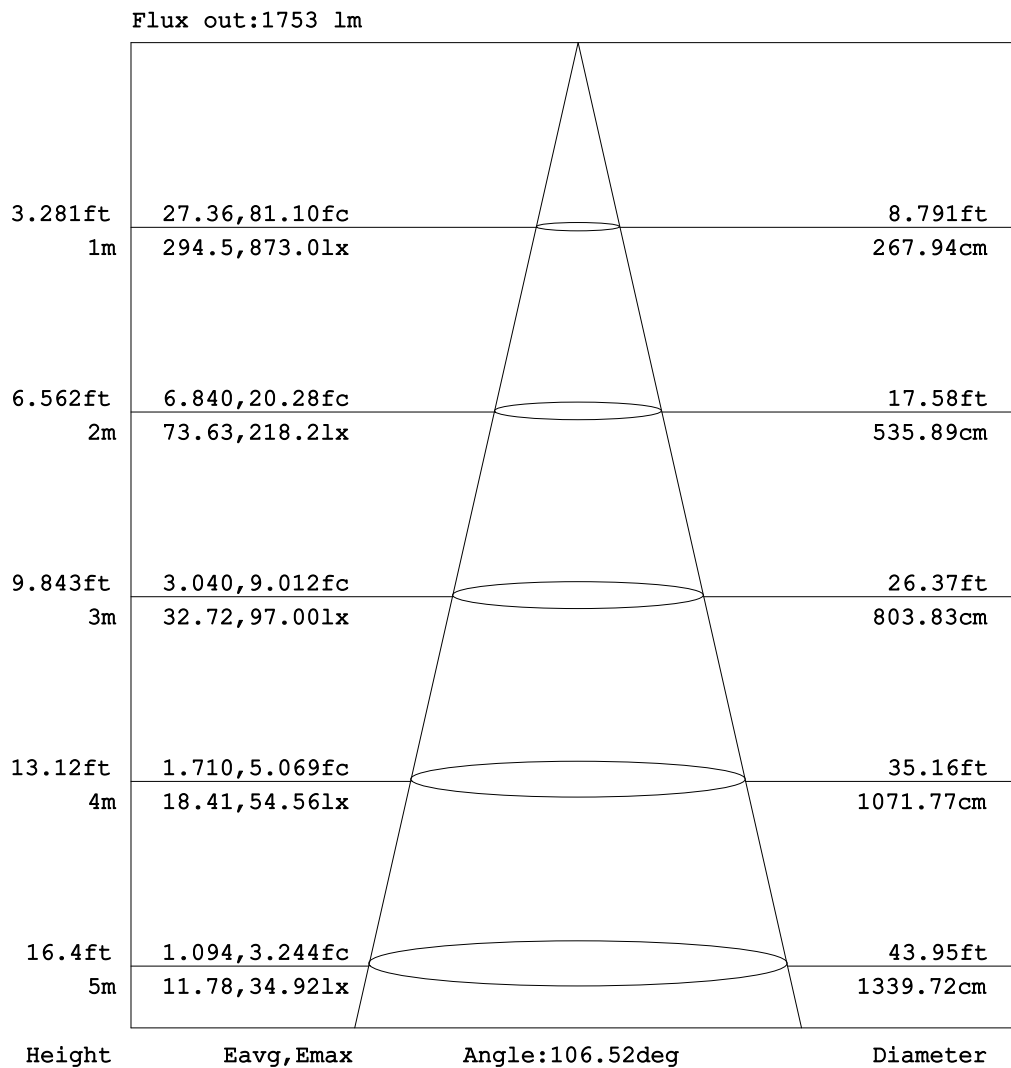 Flux out:1753 lm
3.281ft 27.36,81.10fc 8.791ft
1m 294.5,873.0lx 267.94cm
6.562ft 6.840,20.28fc 17.58ft
2m 73.63,218.2lx 535.89cm
9.843ft 3.040,9.012fc 26.37ft
3m 32.72,97.00lx 803.83cm
13.12ft 1.710,5.069fc 35.16ft
4m 18.41,54.56lx 1071.77cm
16.4ft 1.094,3.244fc 43.95ft
5m 11.78,34.92lx 1339.72cm
Height Eavg,Emax Angle:106.52deg Diameter